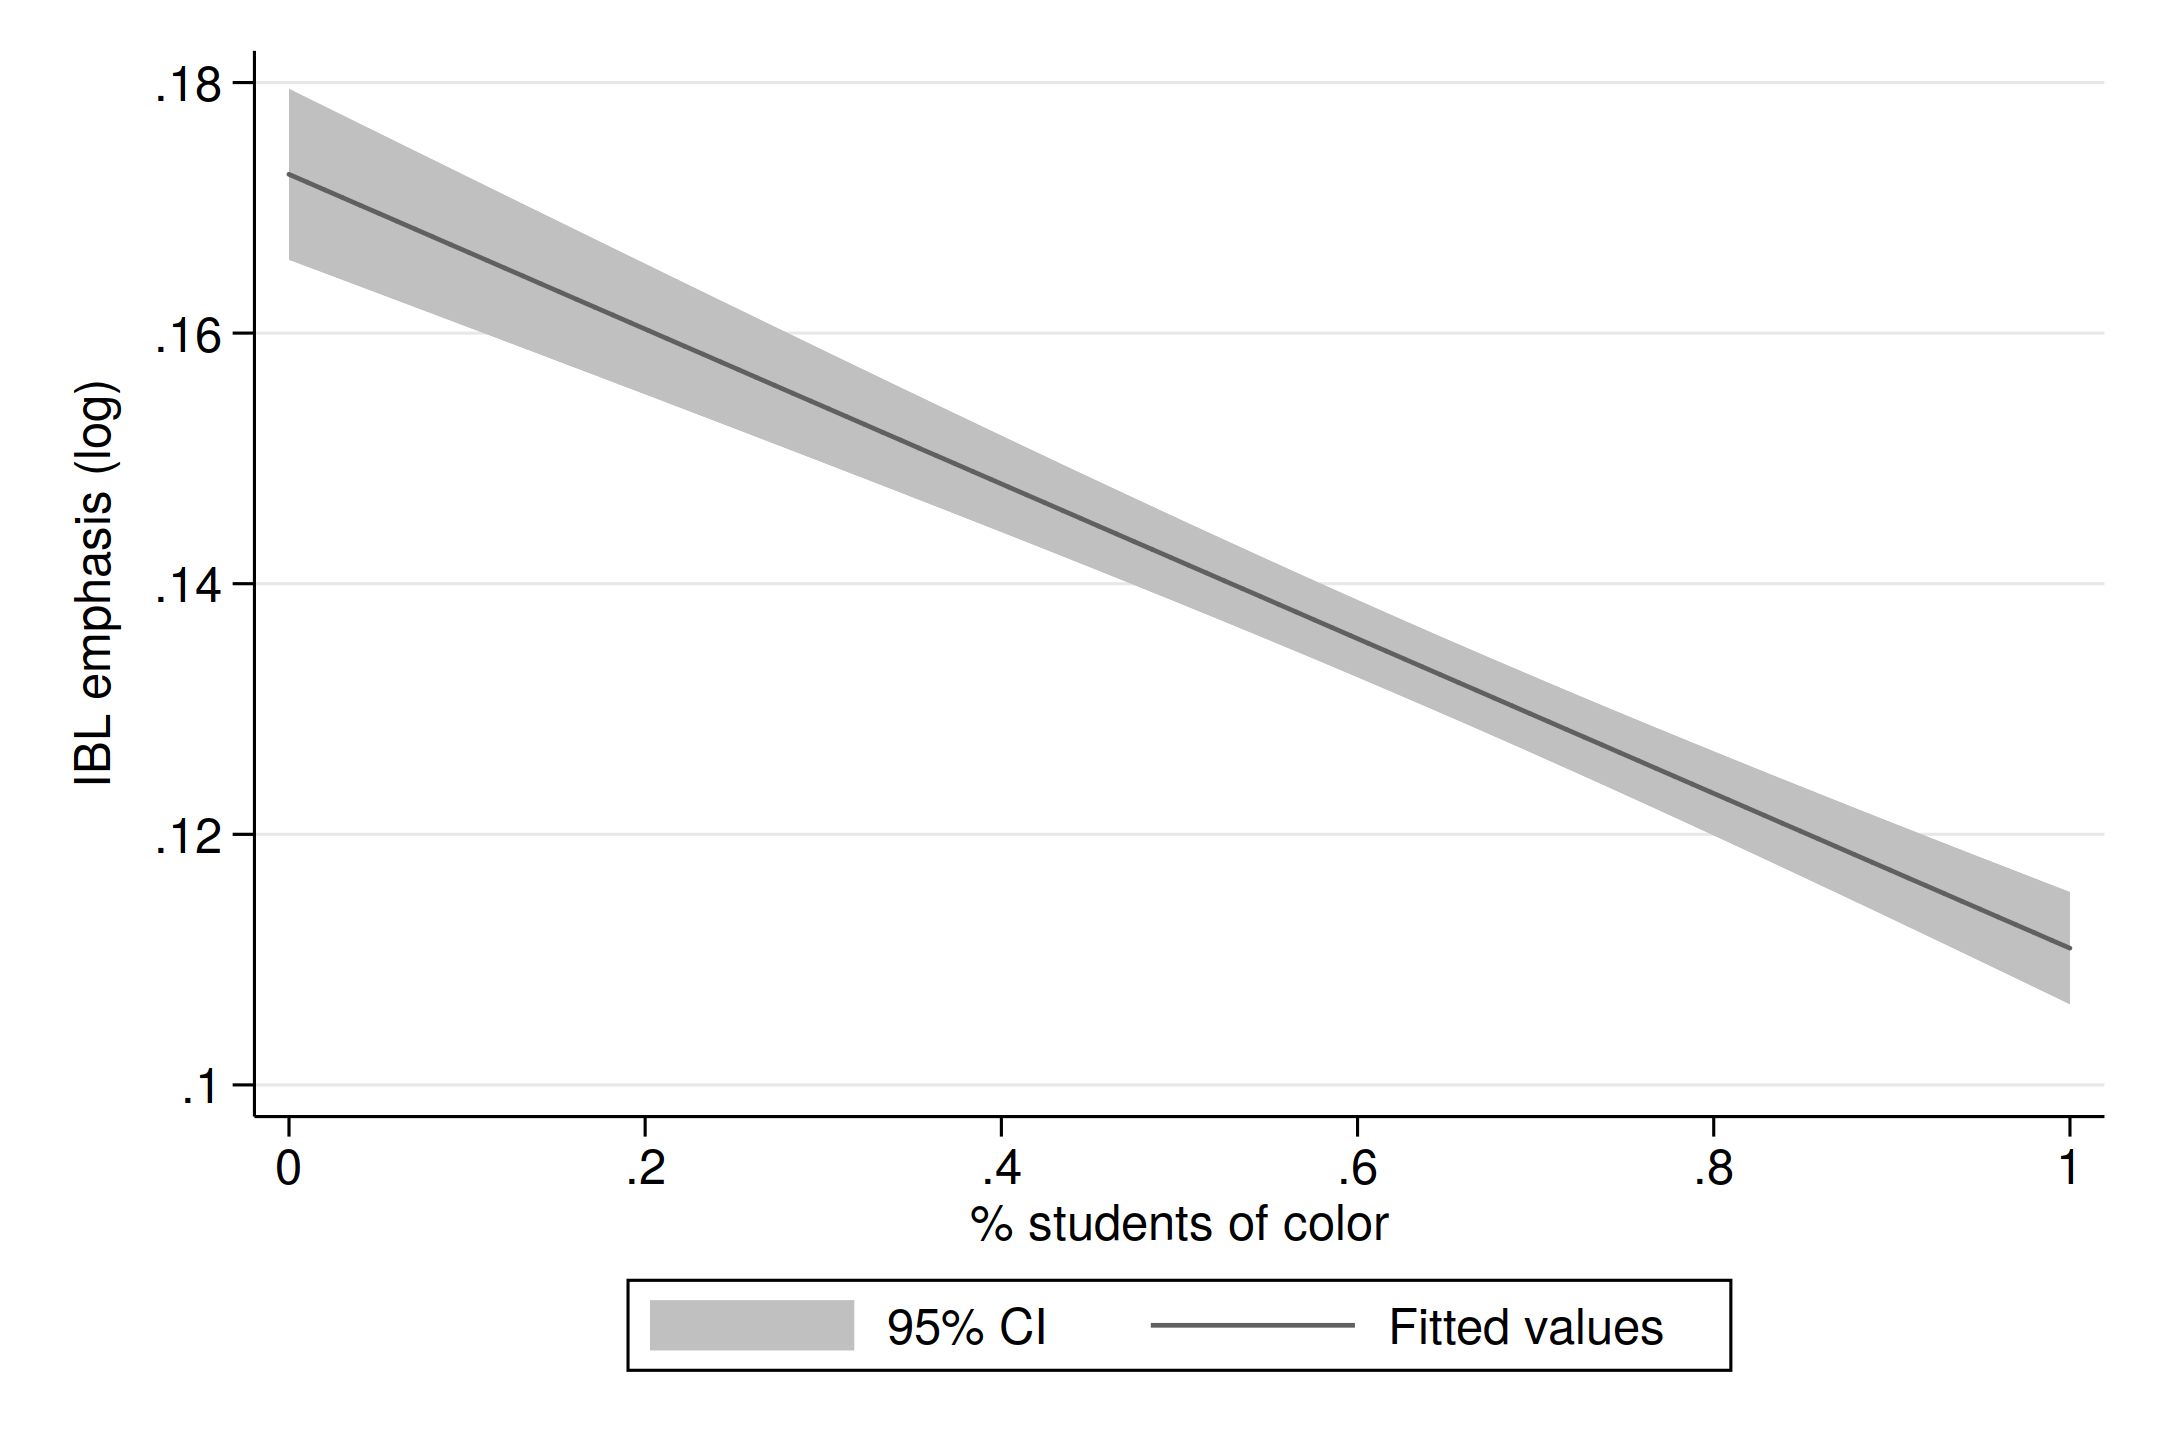 .18
.16
.14
.12
.1
IBL emphasis (log)
0 .2 .4 .6 .8 1
% students of color
95% CI Fitted values